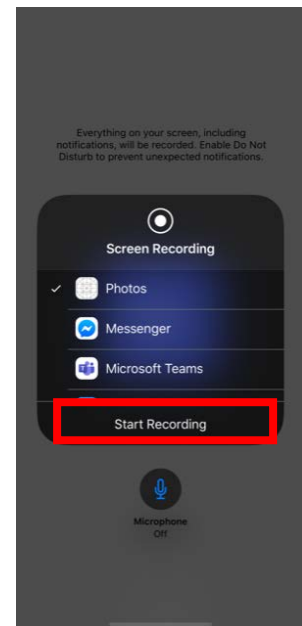 Everything on your screen, including
notifications, will be recorded. Enable Do Not
Disturb to prevent unexpected notifications.
Screen Recording
Photos
Messenger
Microsoft Teams
Start Recording
Microphone
Off